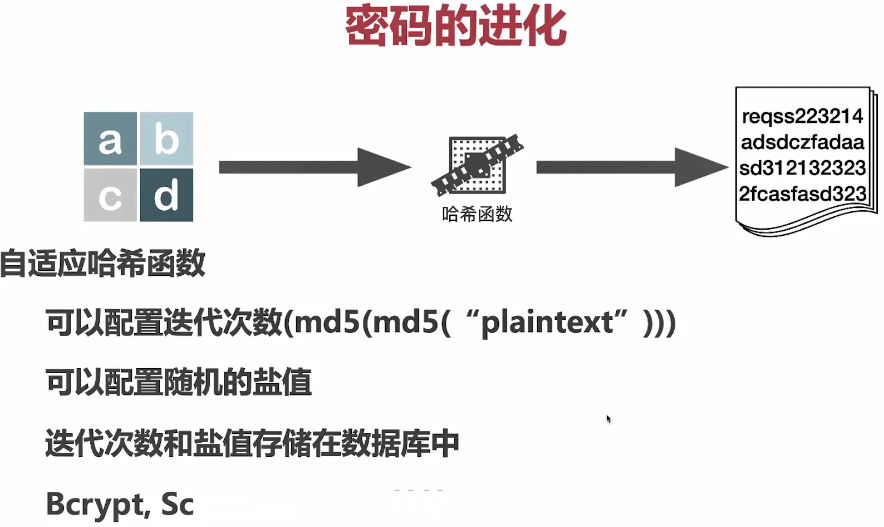 密码的进化
a b
c d
哈希函数
reqss223214
adsdczfadaa
sd312132323
2fcasfasd323
自适应哈希函数
可以配置迭代次数(md5(md5(“plaintext”)))
可以配置随机的盐值
迭代次数和盐值存储在数据库中
Bcrypt, Sc